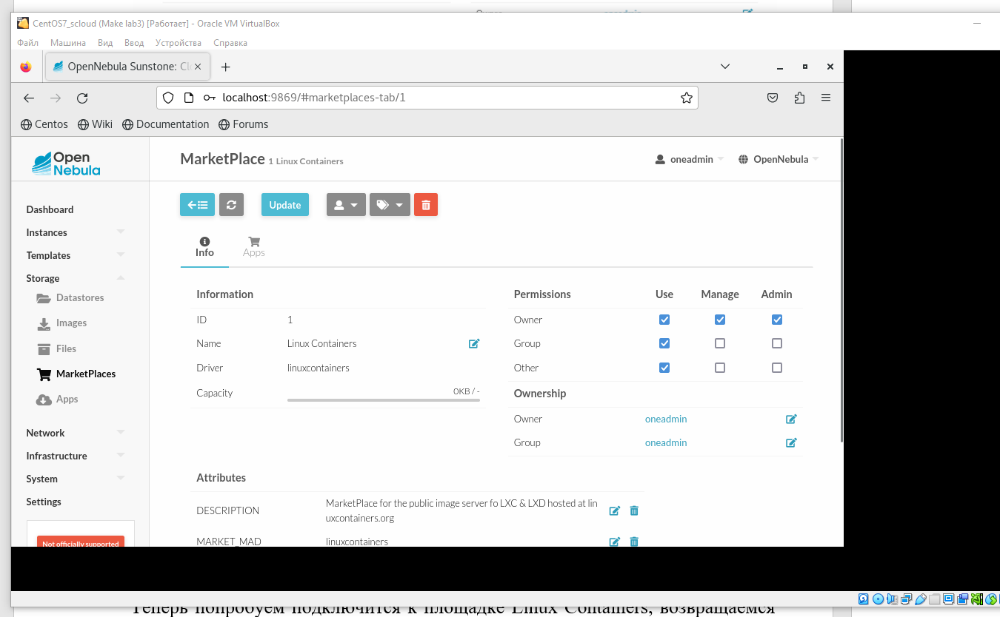 CentOS7_scloud (Make lab3) [Работает] - Oracle VM VirtualBox
Файл Машина Вид Ввод Устройства Справка
OpenNebula Sunstone: Clo
localhost:9869/#marketplaces-tab/1
Centos Wiki Documentation Forums
Open
Nebula
MarketPlace 1 Linux Containers
oneadmin OpenNebula
Update
Dashboard
Instances
Templates
Storage
Datastores
Images
Files
MarketPlaces
Apps
Network
Infrastructure
System
Settings
Not officially supported
Info Apps
Information
ID 1
Name Linux Containers
Driver linuxcontainers
Capacity 0KB / -
Permissions Use Manage Admin
Owner
Group
Other
Ownership
Owner oneadmin
Group oneadmin
Attributes
DESCRIPTION MarketPlace for the public image server fo LXC & LXD hosted at lin
uxcontainers.org
MARKET_MAD linuxcontainers
Теперь попробуем подключится к площадке Linux Containers, возвращаемся